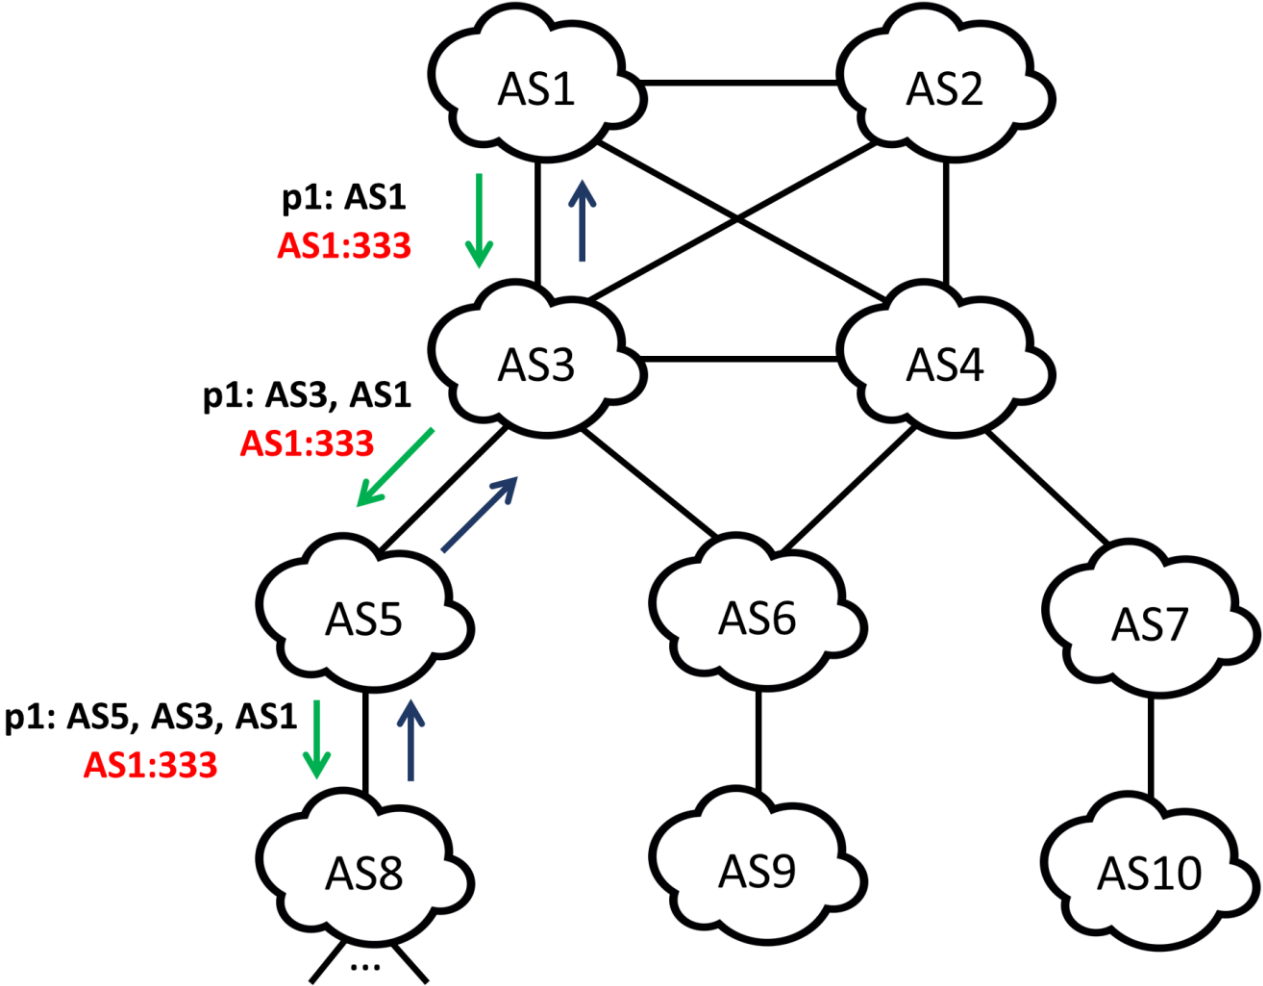 AS1
AS2
p1: AS1
AS1:333
AS3
AS4
p1: AS3, AS1
AS1:333
AS5
AS6
AS7
p1: AS5, AS3, AS1
AS1:333
AS8
AS9
AS10
...